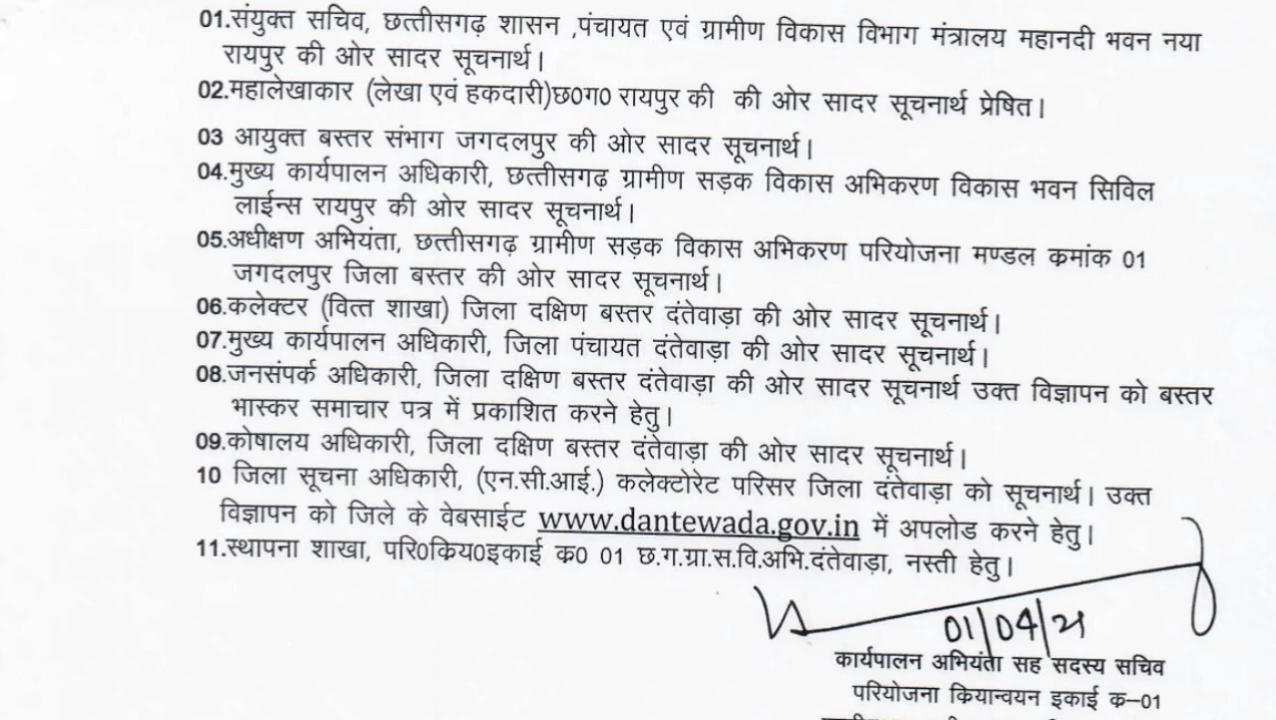 01.संयुक्त सचिव, छत्तीसगढ़ शासन ,पंचायत एवं ग्रामीण विकास विभाग मंत्रालय महानदी भवन नया
रायपुर की ओर सादर सूचनार्थ।
02.महालेखाकार (लेखा एवं हकदारी)छ0ग0 रायपुर की की ओर सादर सूचनार्थ प्रेषित।
03 आयुक्त बस्तर संभाग जगदलपुर की ओर सादर सूचनार्थ।
04.मुख्य कार्यपालन अधिकारी, छत्तीसगढ़ ग्रामीण सड़क विकास अभिकरण विकास भवन सिविल
लाईन्स रायपुर की ओर सादर सूचनार्थ।
05.अधीक्षण अभियंता, छत्तीसगढ़ ग्रामीण सड़क विकास अभिकरण परियोजना मण्डल कमांक 01
जगदलपुर जिला बस्तर की ओर सादर सूचनार्थ।
06.कलेक्टर (वित्त शाखा) जिला दक्षिण बस्तर दंतेवाड़ा की ओर सादर सूचनार्थ।
07.मुख्य कार्यपालन अधिकारी, जिला पंचायत दंतेवाड़ा की ओर सादर सूचनार्थ।
08.जनसंपर्क अधिकारी, जिला दक्षिण बस्तर दंतेवाड़ा की ओर सादर सूचनार्थ उक्त विज्ञापन को बस्तर
भास्कर समाचार पत्र में प्रकाशित करने हेतु।
09.कोषालय अधिकारी, जिला दक्षिण बस्तर दंतेवाड़ा की ओर सादर सूचनार्थ।
10 जिला सूचना अधिकारी, (एन.सी.आई.) कलेक्टोरेट परिसर जिला दंतेवाड़ा को सूचनार्थ। उक्त
विज्ञापन को जिले के वेबसाईट www.dantewada.gov.in में अपलोड करने हेतु।
11.स्थापना शाखा, परि0किय0इकाई क0 01 छ.ग.ग्रा.स.वि.अभि.दंतेवाड़ा, नस्ती हेतु।
01/04/21
कार्यपालन अभियंता सह सदस्य सचिव
परियोजना कियान्वयन इकाई क–01